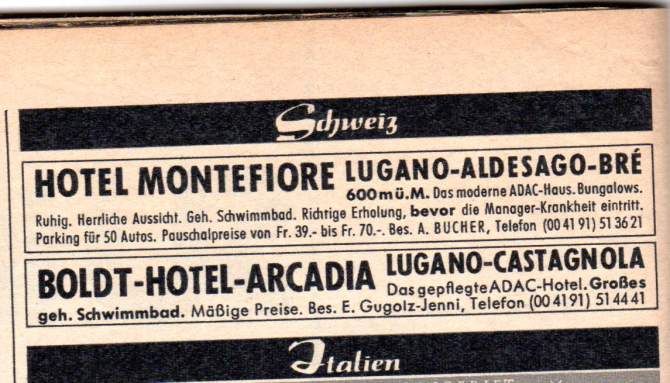 Schweiz
HOTEL MONTEFIORE LUGANO-ALDESAGO-BRÉ
600 m ü. M. Das moderne ADAC-Haus. Bungalows.
Ruhig. Herrliche Aussicht. Geh. Schwimmbad. Richtige Erholung, bevor die Manager-Krankheit eintritt.
Parking für 50 Autos. Pauschalpreise von Fr. 39.- bis Fr. 70.-. Bes. A. BUCHER, Telefon (00 41 91) 51 36 21
BOLDT-HOTEL-ARCADIA LUGANO-CASTAGNOLA
Das gepflegte ADAC-Hotel. Großes
geh. Schwimmbad. Mäßige Preise. Bes. E. Gugolz-Jenni, Telefon (00 41 91) 51 44 41
Italien